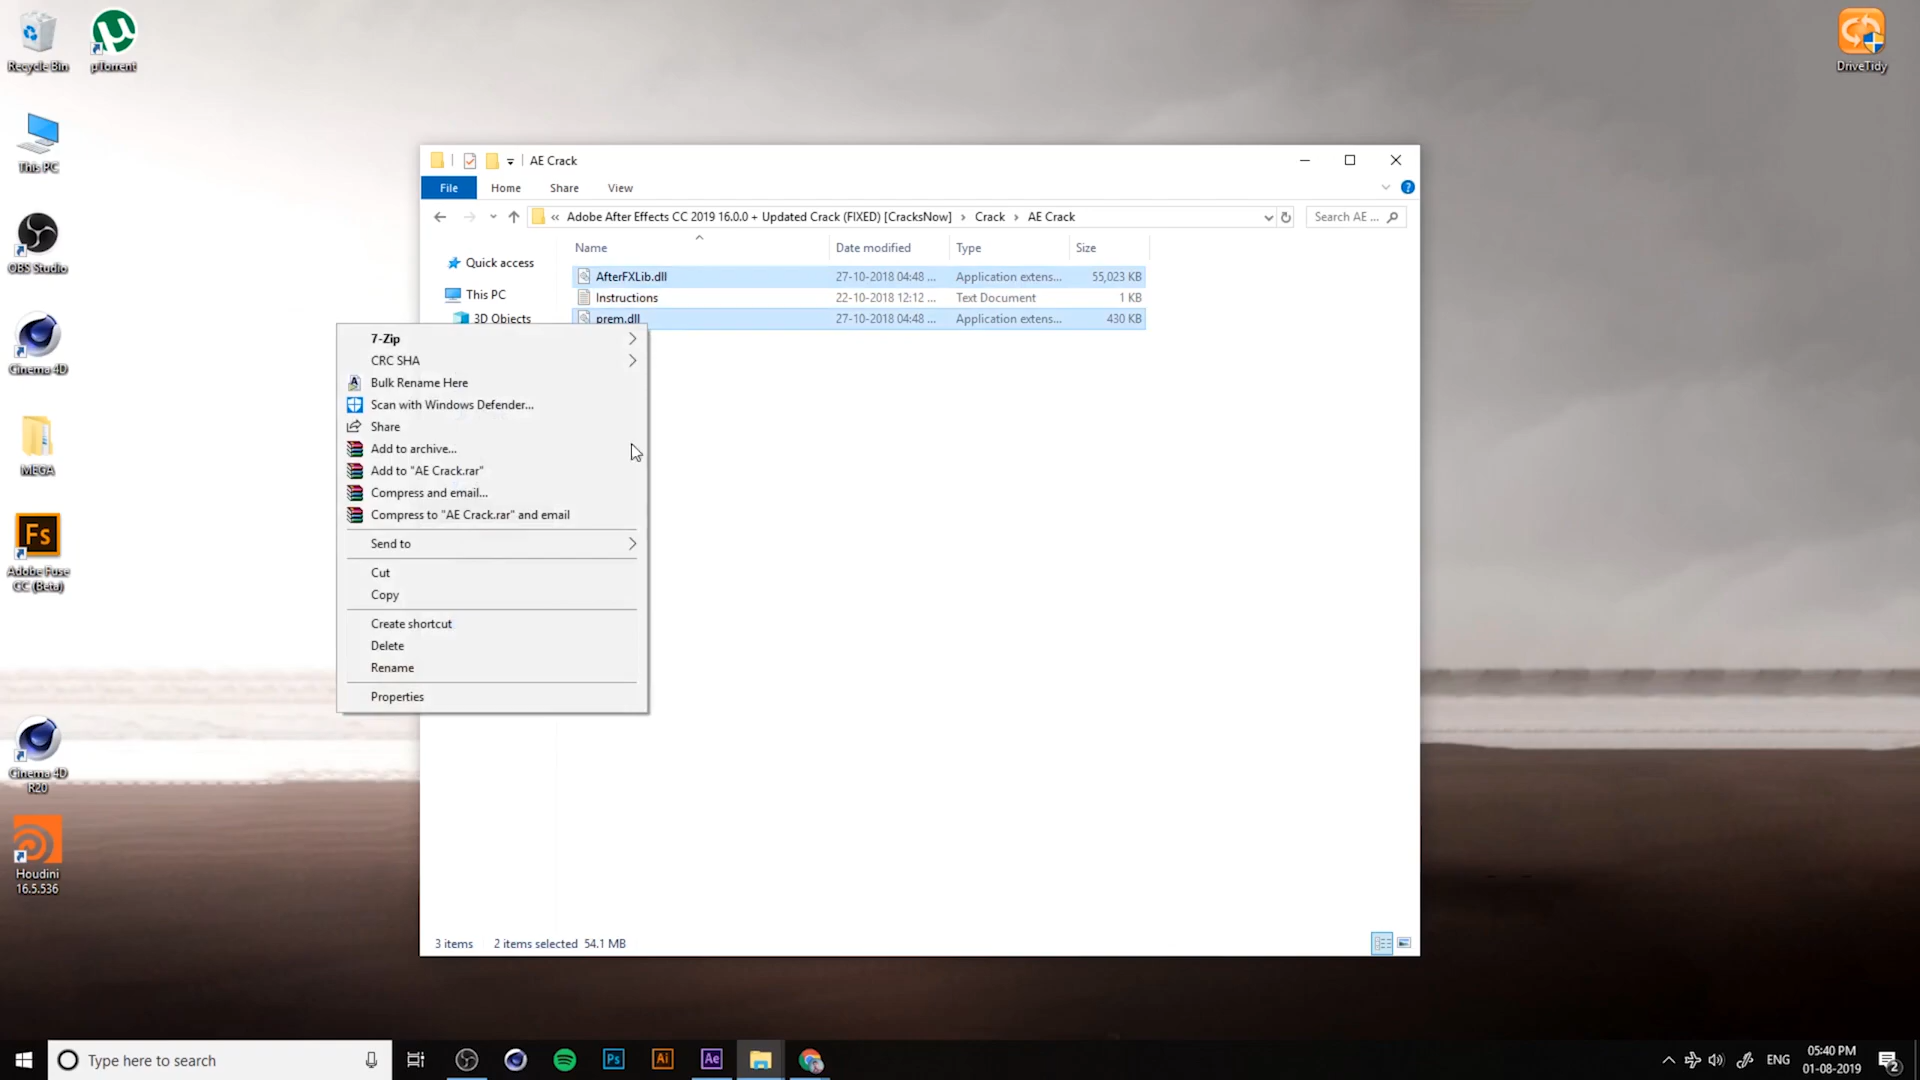 Recycle Bin
µTorrent
DriveTidy
This PC
OBS Studio
Cinema 4D
MEGA
Fs
Adobe Fuse
CC (Beta)
Cinema 4D
R20
Houdini
16.5.536
AE Crack
File Home Share View
« Adobe After Effects CC 2019 16.0.0 + Updated Crack (FIXED) [CracksNow] › Crack › AE Crack
Search AE ...
Name Date modified Type Size
Quick access
This PC
3D Objects
AfterFXLib.dll 27-10-2018 04:48 ... Application extens... 55,023 KB
Instructions 22-10-2018 12:12 ... Text Document 1 KB
prem.dll 27-10-2018 04:48 ... Application extens... 430 KB
7-Zip
CRC SHA
Bulk Rename Here
Scan with Windows Defender...
Share
Add to archive...
Add to "AE Crack.rar"
Compress and email...
Compress to "AE Crack.rar" and email
Send to
Cut
Copy
Create shortcut
Delete
Rename
Properties
3 items 2 items selected 54.1 MB
Type here to search
Ps
Ai
Ae
ENG
05:40 PM
01-08-2019
2